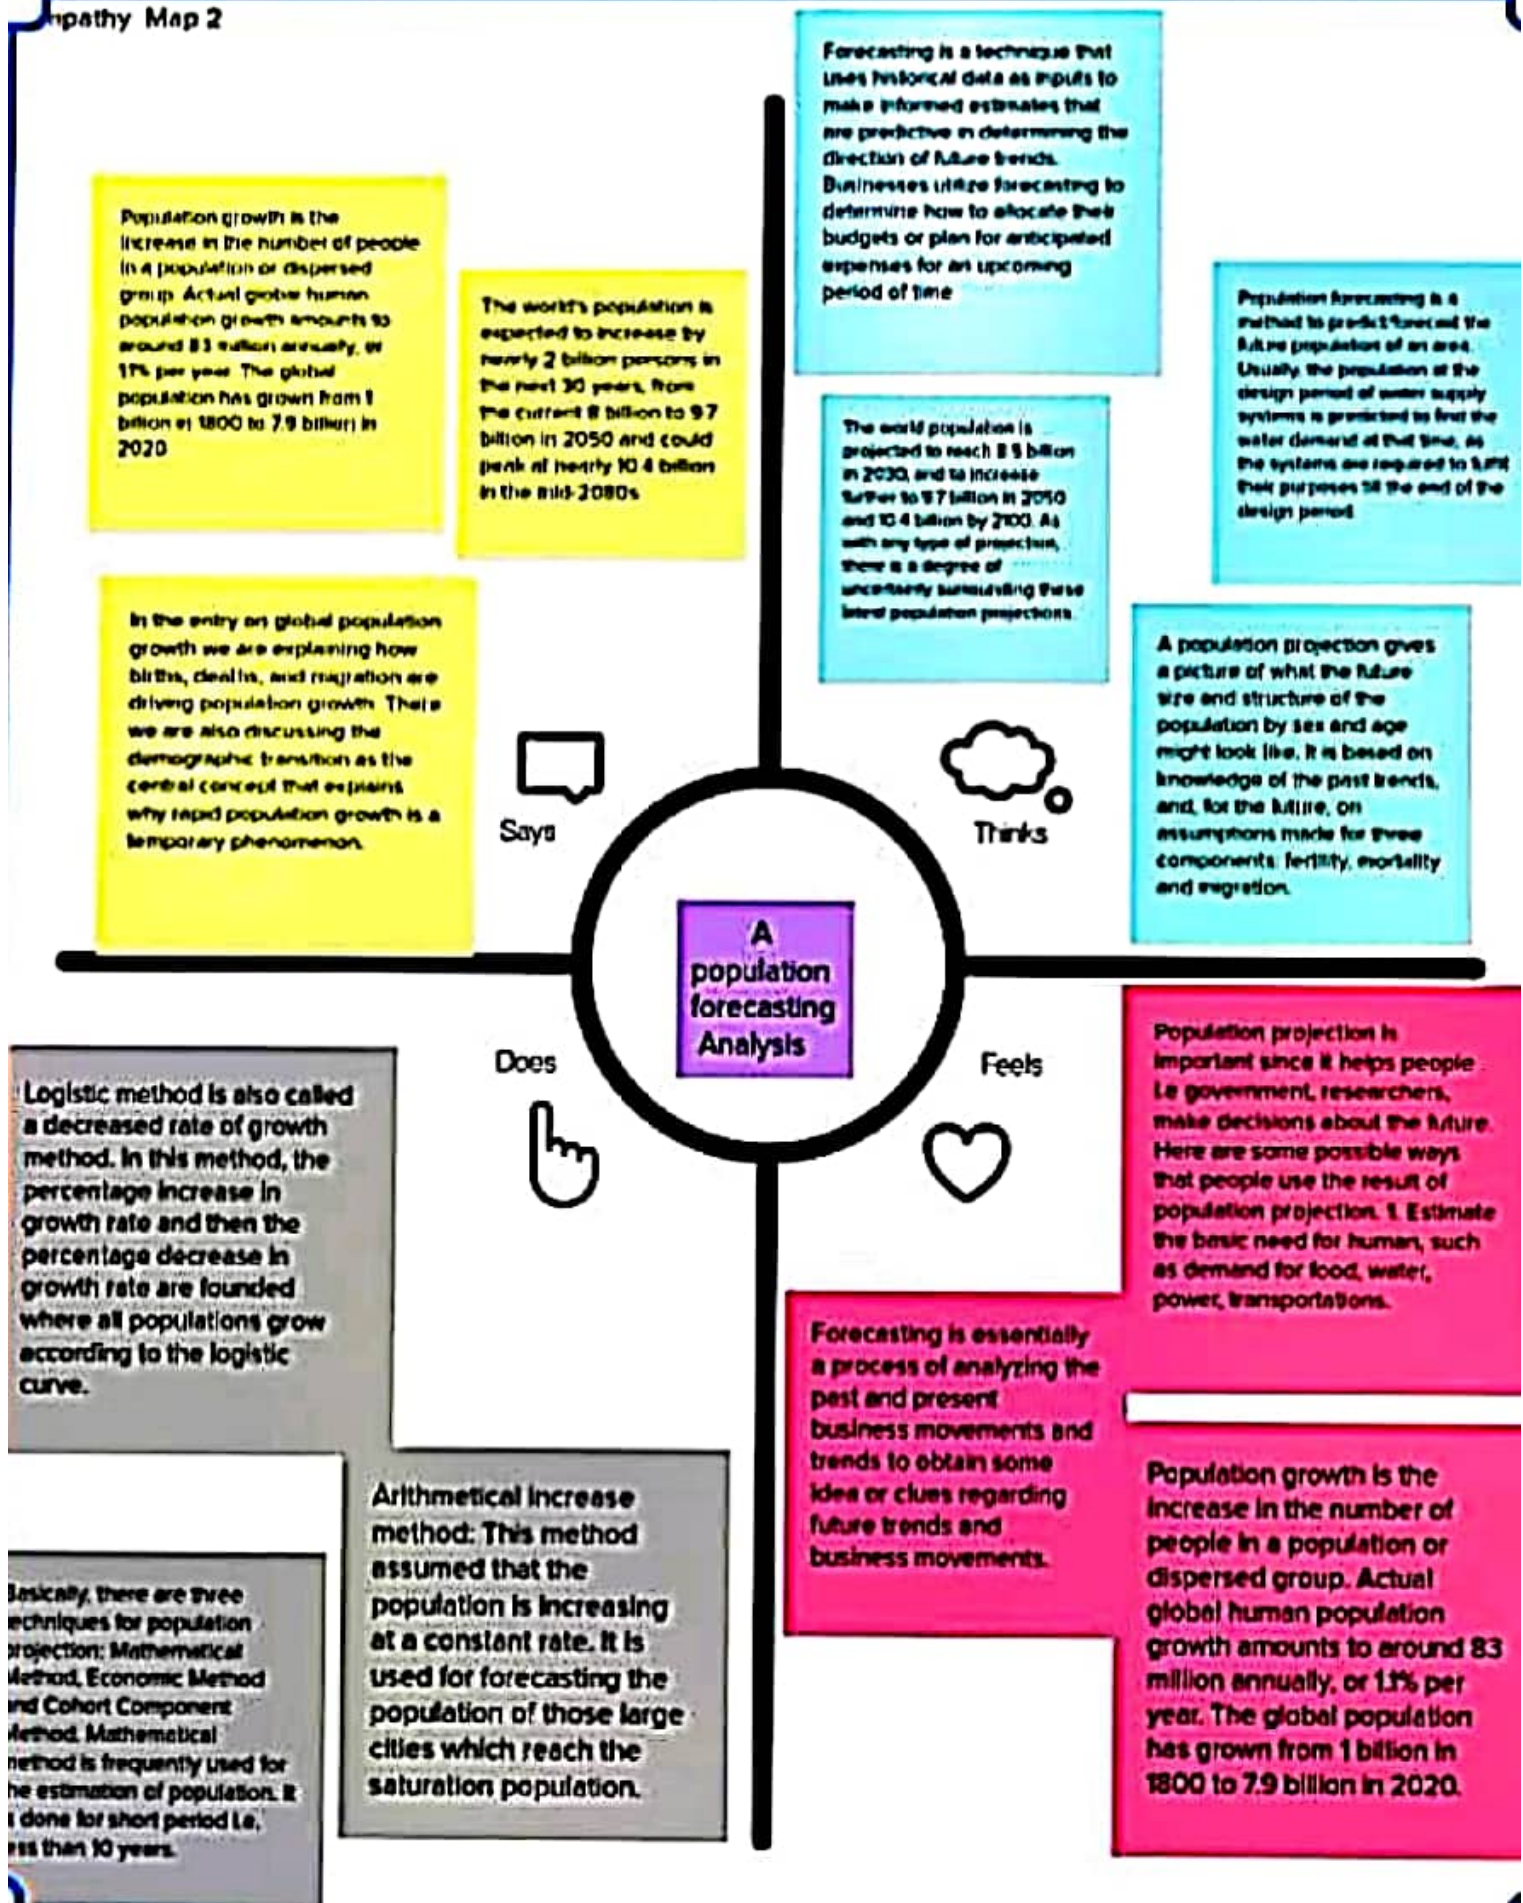 mpathy Map 2
Population growth is the
increase in the number of people
in a population or dispersed
group. Actual global human
population growth amounts to
around 83 million annually, or
1.1% per year. The global
population has grown from 1
billion in 1800 to 7.9 billion in
2020
The world's population is
expected to increase by
nearly 2 billion persons in
the next 30 years, from
the current 8 billion to 9.7
billion in 2050 and could
peak at nearly 10.4 billion
in the mid-2080s
In the entry on global population
growth we are explaining how
births, deaths, and migration are
driving population growth. There
we are also discussing the
demographic transition as the
central concept that explains
why rapid population growth is a
temporary phenomenon.
Says
Forecasting is a technique that
uses historical data as inputs to
make informed estimates that
are predictive in determining the
direction of future trends.
Businesses utilize forecasting to
determine how to allocate their
budgets or plan for anticipated
expenses for an upcoming
period of time
Population forecasting is a
method to predict/forecast the
future population of an area.
Usually, the population at the
design period of water supply
systems is predicted to find the
water demand at that time, as
the systems are required to fulfil
their purposes till the end of the
design period
The world population is
projected to reach 8.5 billion
in 2030, and to increase
further to 9.7 billion in 2050
and 10.4 billion by 2100. As
with any type of projection,
there is a degree of
uncertainty surrounding these
latest population projections.
A population projection gives
a picture of what the future
size and structure of the
population by sex and age
might look like. It is based on
knowledge of the past trends,
and, for the future, on
assumptions made for three
components: fertility, mortality
and migration.
Thinks
A
population
forecasting
Analysis
Does
Logistic method is also called
a decreased rate of growth
method. In this method, the
percentage increase in
growth rate and then the
percentage decrease in
growth rate are founded
where all populations grow
according to the logistic
curve.
Arithmetical increase
method: This method
assumed that the
population is increasing
at a constant rate. It is
used for forecasting the
population of those large
cities which reach the
saturation population.
Basically, there are three
echniques for population
rojection: Mathematical
ethod, Economic Method
nd Cohort Component
ethod. Mathematical
ethod is frequently used for
he estimation of population. It
s done for short period i.e,
ess than 10 years.
Feels
Population projection is
important since it helps people
i.e government, researchers,
make decisions about the future.
Here are some possible ways
that people use the result of
population projection. 1. Estimate
the basic need for human, such
as demand for food, water,
power, transportations.
Forecasting is essentially
a process of analyzing the
past and present
business movements and
trends to obtain some
idea or clues regarding
future trends and
business movements.
Population growth is the
increase in the number of
people in a population or
dispersed group. Actual
global human population
growth amounts to around 83
million annually, or 1.1% per
year. The global population
has grown from 1 billion in
1800 to 7.9 billion in 2020.